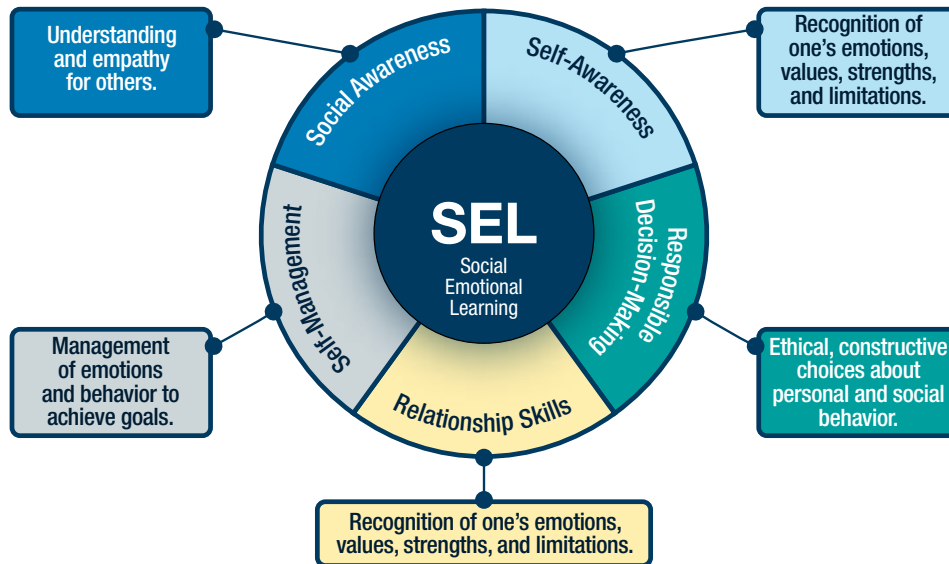 Understanding
and empathy
for others.
Social Awareness
Self-Awareness
Recognition of
one's emotions,
values, strengths,
and limitations.
SEL
Social
Emotional
Learning
Self-Management
Responsible
Decision-Making
Relationship Skills
Management
of emotions
and behavior to
achieve goals.
Ethical, constructive
choices about
personal and social
behavior.
Recognition of one's emotions,
values, strengths, and limitations.